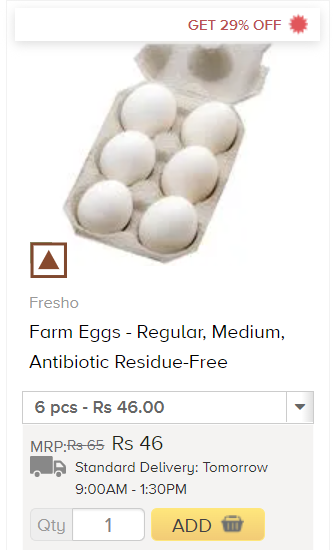 GET 29% OFF
Fresho
Farm Eggs - Regular, Medium,
Antibiotic Residue-Free
6 pcs - Rs 46.00
MRP:Rs 65 Rs 46
Standard Delivery: Tomorrow
9:00AM - 1:30PM
Qty 1 ADD